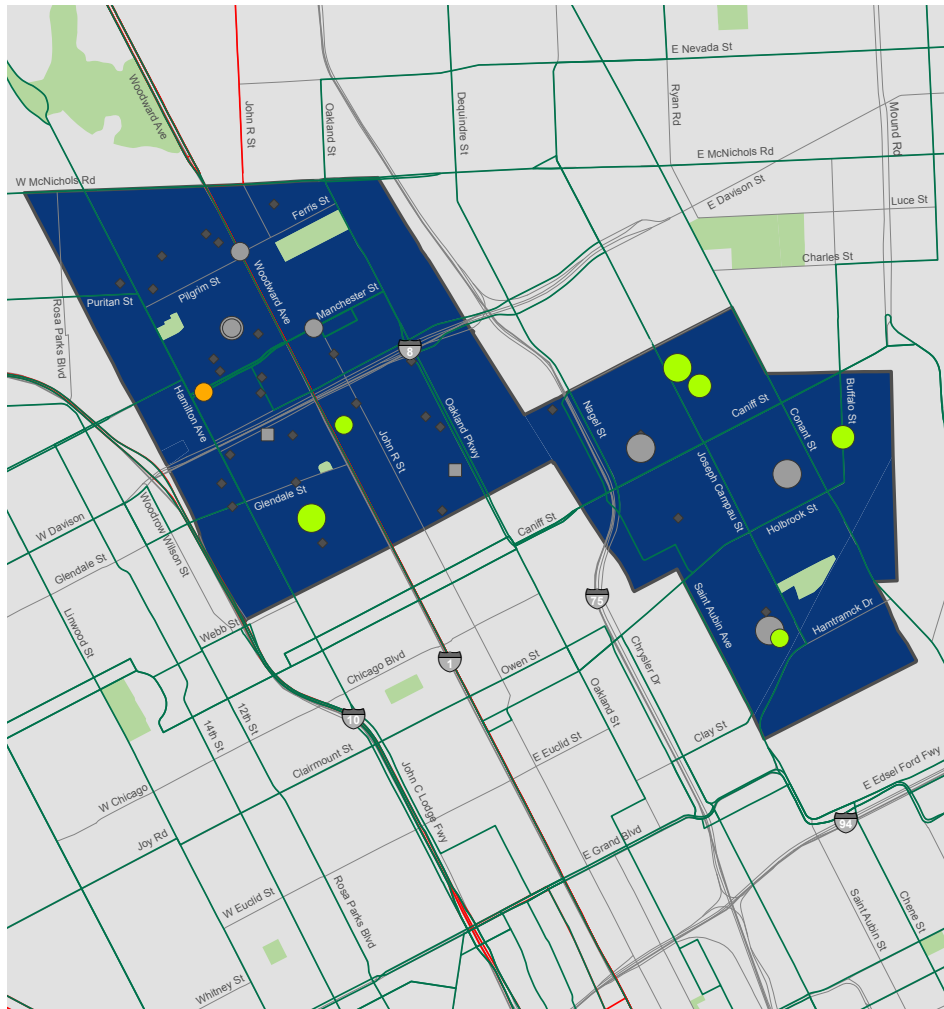 E Nevada St
Woodward Ave
John R St
Oakland St
Dequindre St
Ryan Rd
Mound Rd
E McNichols Rd
W McNichols Rd
E Davison St
Luce St
Ferris St
Charles St
Woodward Ave
Pilgrim St
Manchester St
Puritan St
Rosa Parks Blvd
8
Hamilton Ave
Oakland Pkwy
John R St
Nagel St
Caniff St
Conant St
Buffalo St
Joseph Campau St
Glendale St
Holbrook St
Caniff St
W Davison
Woodrow Wilson St
Glendale St
Saint Aubin Ave
75
Hamtramck Dr
Linwood St
Webb St
Chicago Blvd
1
Owen St
Chrysler Dr
Oakland St
10
12th St
14th St
Clairmount St
Clay St
E Euclid St
E Edsel Ford Fwy
W Chicago
John C Lodge Fwy
94
Joy Rd
E Grand Blvd
W Euclid St
Rosa Parks Blvd
Saint Aubin St
Chene St
Whitney St